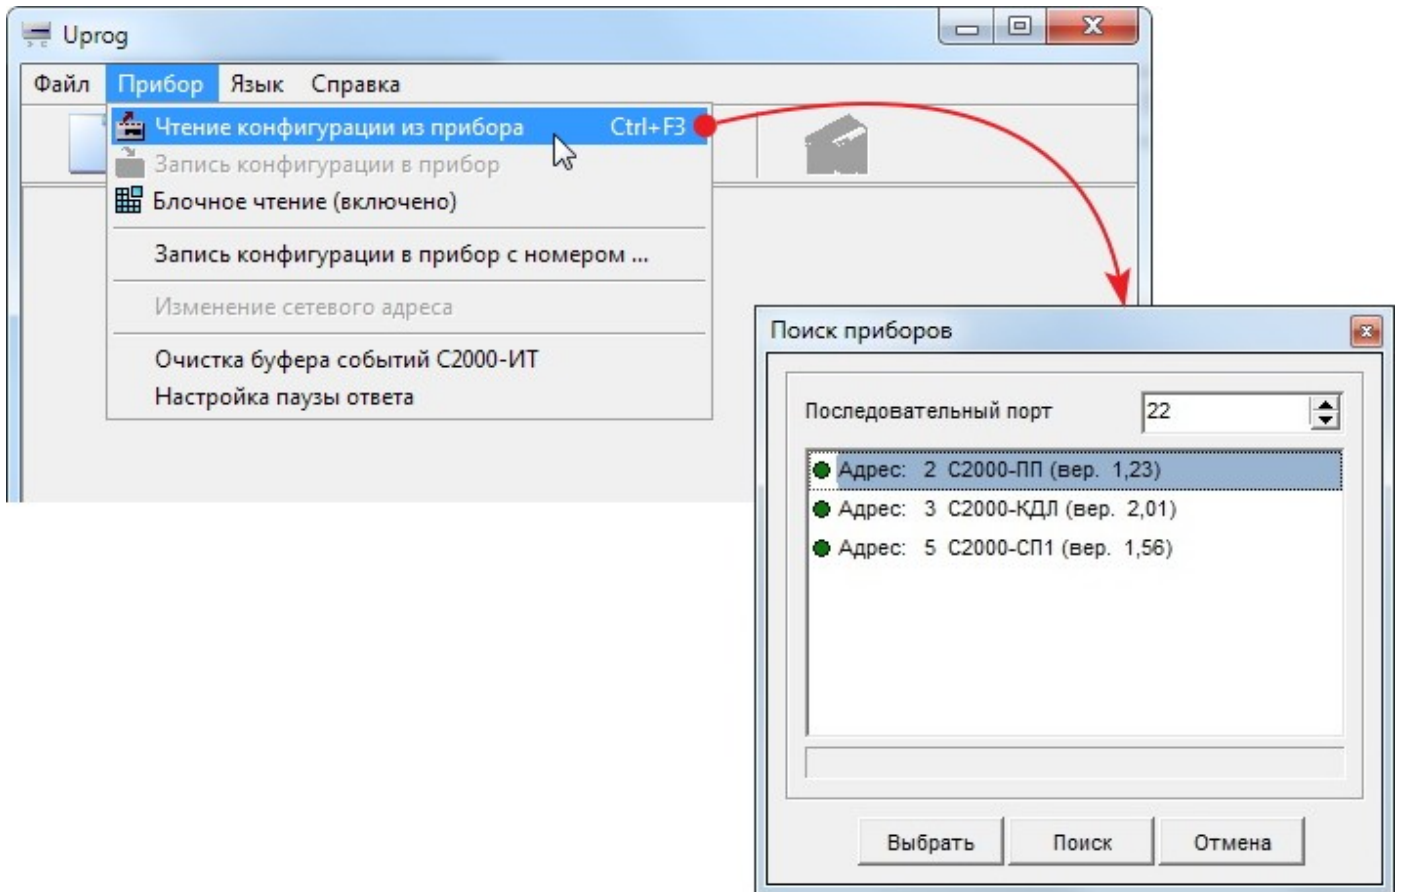 Uprog
Файл Прибор Язык Справка
Чтение конфигурации из прибора Ctrl+F3
Запись конфигурации в прибор
Блочное чтение (включено)
Запись конфигурации в прибор с номером ...
Изменение сетевого адреса
Очистка буфера событий С2000-ИТ
Настройка паузы ответа
Поиск приборов
Последовательный порт 22
Адрес: 2 С2000-ПП (вер. 1,23)
Адрес: 3 С2000-КДЛ (вер. 2,01)
Адрес: 5 С2000-СП1 (вер. 1,56)
Выбрать Поиск Отмена